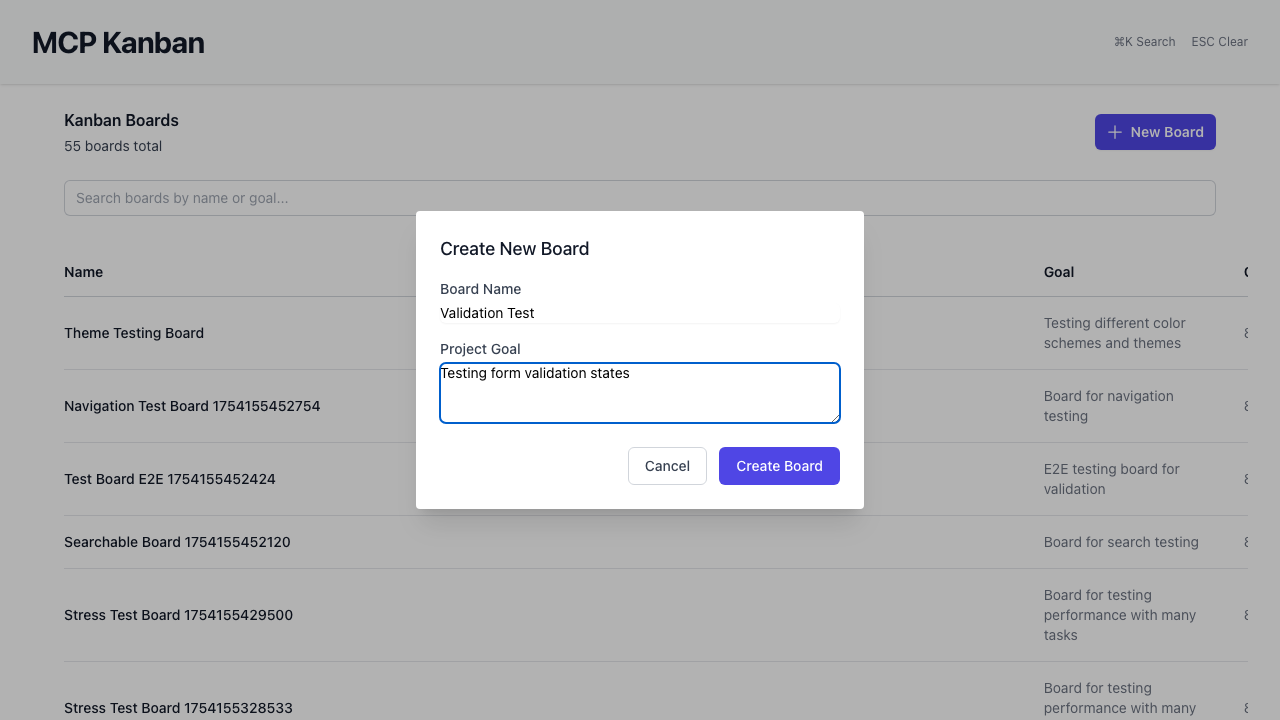 MCP Kanban
⌘K Search
ESC Clear
Kanban Boards
55 boards total
New Board
Search boards by name or goal...
Create New Board
Board Name
Validation Test
Project Goal
Testing form validation states
Cancel
Create Board
Name
Goal
Theme Testing Board
Testing different color
schemes and themes
Navigation Test Board 1754155452754
Board for navigation
testing
Test Board E2E 1754155452424
E2E testing board for
validation
Searchable Board 1754155452120
Board for search testing
Stress Test Board 1754155429500
Board for testing
performance with many
tasks
Stress Test Board 1754155328533
Board for testing
performance with many